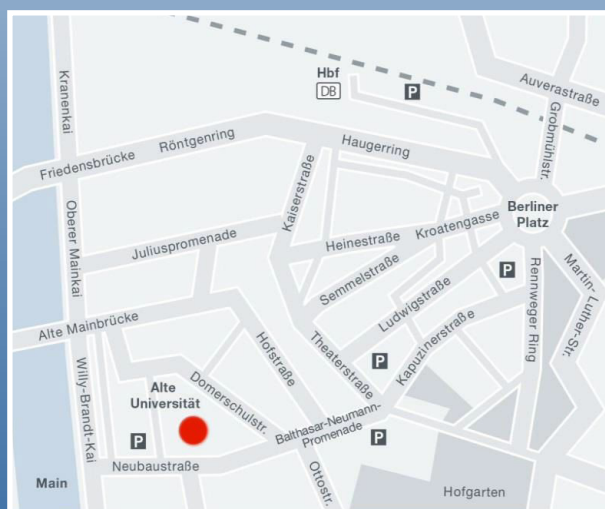 Kranenkai
Hbf
DB
P
Auverastraße
Grobmühlstr.
Friedensbrücke
Röntgenring
Haugerring
Oberer Mainkai
Kaiserstraße
Berliner
Platz
Juliuspromenade
Heinestraße
Kroatengasse
Semmelstraße
P
Rennweger Ring
Martin-
Luther-Str.
Ludwigstraße
Alte Mainbrücke
Hofstraße
Theaterstraße
Kapuzinerstraße
P
Willy-Brandt-Kai
Alte
Universität
Domerschulstr.
P
Balthasar-Neumann-
Promenade
P
Neubaustraße
Main
Ottostr.
Hofgarten